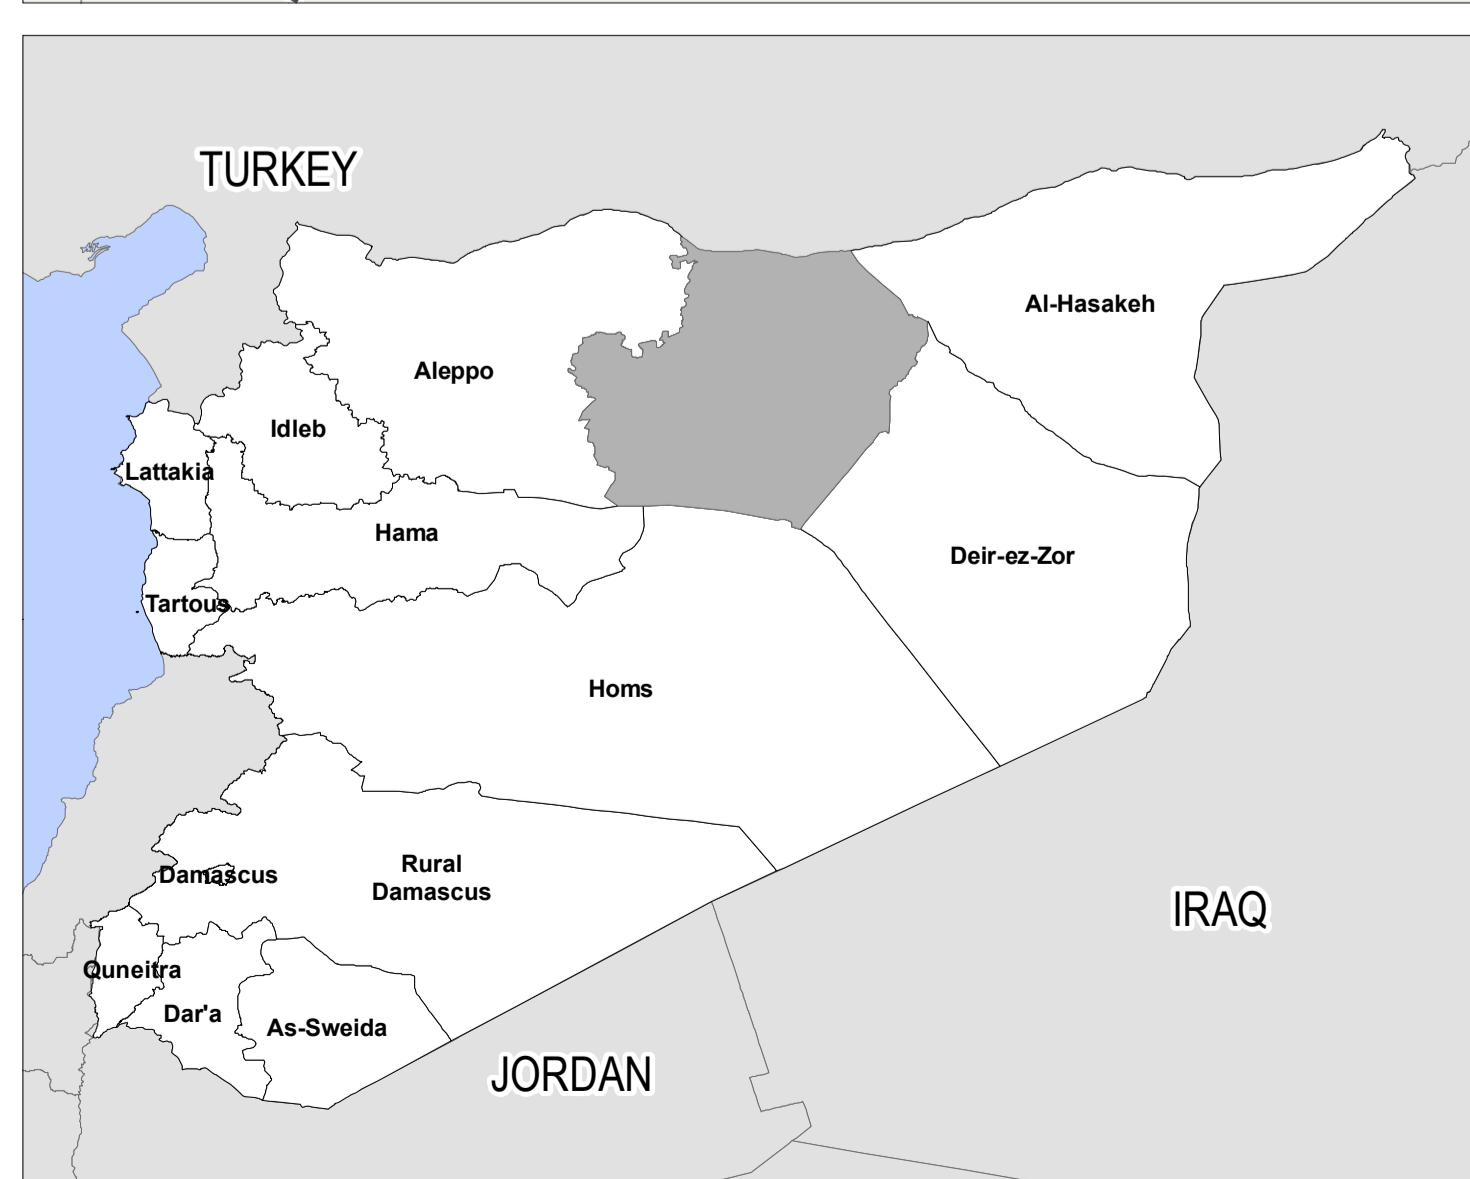 TURKEY
Al-Hasakeh
Aleppo
Idleb
Lattakia
Hama
Deir-ez-Zor
Tartous
Homs
Rural
Damascus
Damascus
IRAQ
Quneitra
Dar'a
As-Sweida
JORDAN